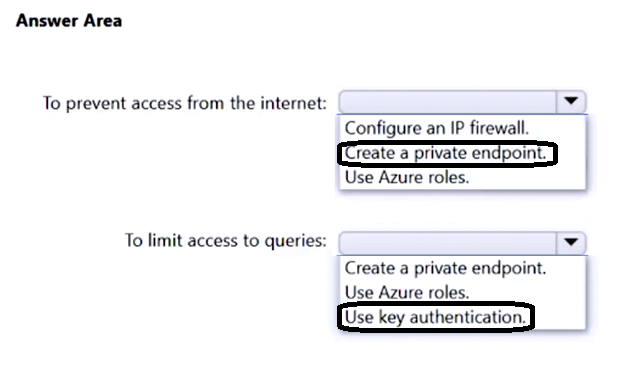 Answer Area
To prevent access from the internet:
Configure an IP firewall.
Create a private endpoint.
Use Azure roles.
To limit access to queries:
Create a private endpoint.
Use Azure roles.
Use key authentication.